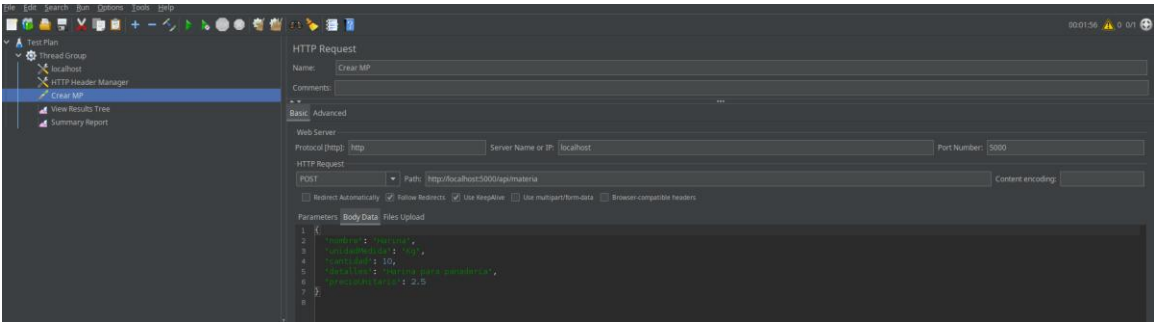 File Edit Search Run Options Tools Help
00:01:56 0 0/1
Test Plan
Thread Group
localhost
HTTP Header Manager
Crear MP
View Results Tree
Summary Report
HTTP Request
Name: Crear MP
Comments:
Basic Advanced
Web Server
Protocol [http]: http Server Name or IP: localhost Port Number: 5000
HTTP Request
POST Path: http://localhost:5000/api/materia Content encoding:
Redirect Automatically Follow Redirects Use KeepAlive Use multipart/form-data Browser-compatible headers
Parameters Body Data Files Upload
1 {
2 "nombre": "Harina",
3 "unidadMedida": "Kg",
4 "cantidad": 10,
5 "detalles": "Harina para panaderia",
6 "precioUnitario": 2.5
7 }
8